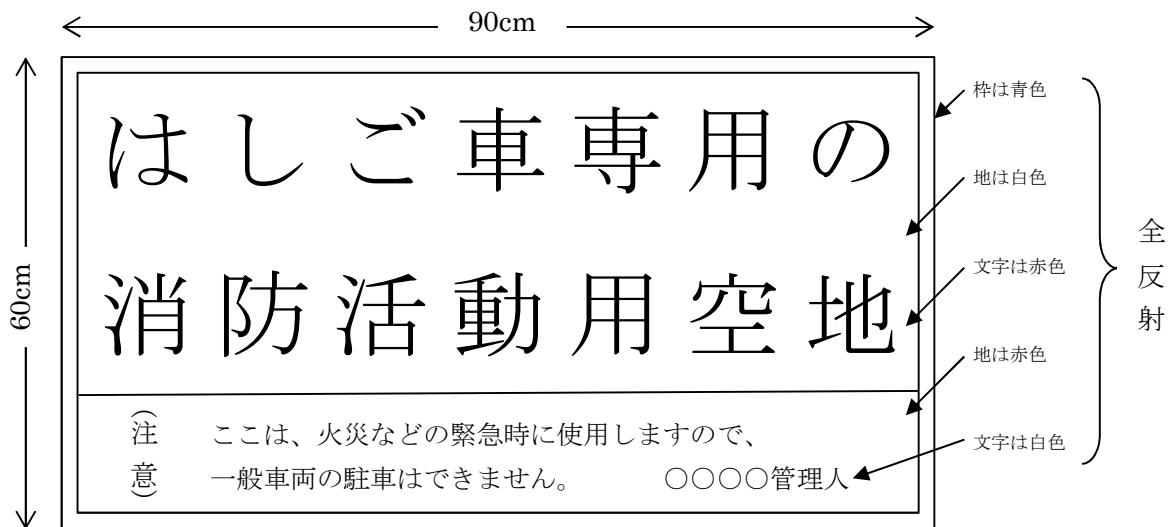 90cm
60cm
はしご車専用の
消防活動用空地
（注意）
ここは、火災などの緊急時に使用しますので、
一般車両の駐車はできません。 ○○○○管理人
枠は青色
地は白色
文字は赤色
地は赤色
文字は白色
全反射